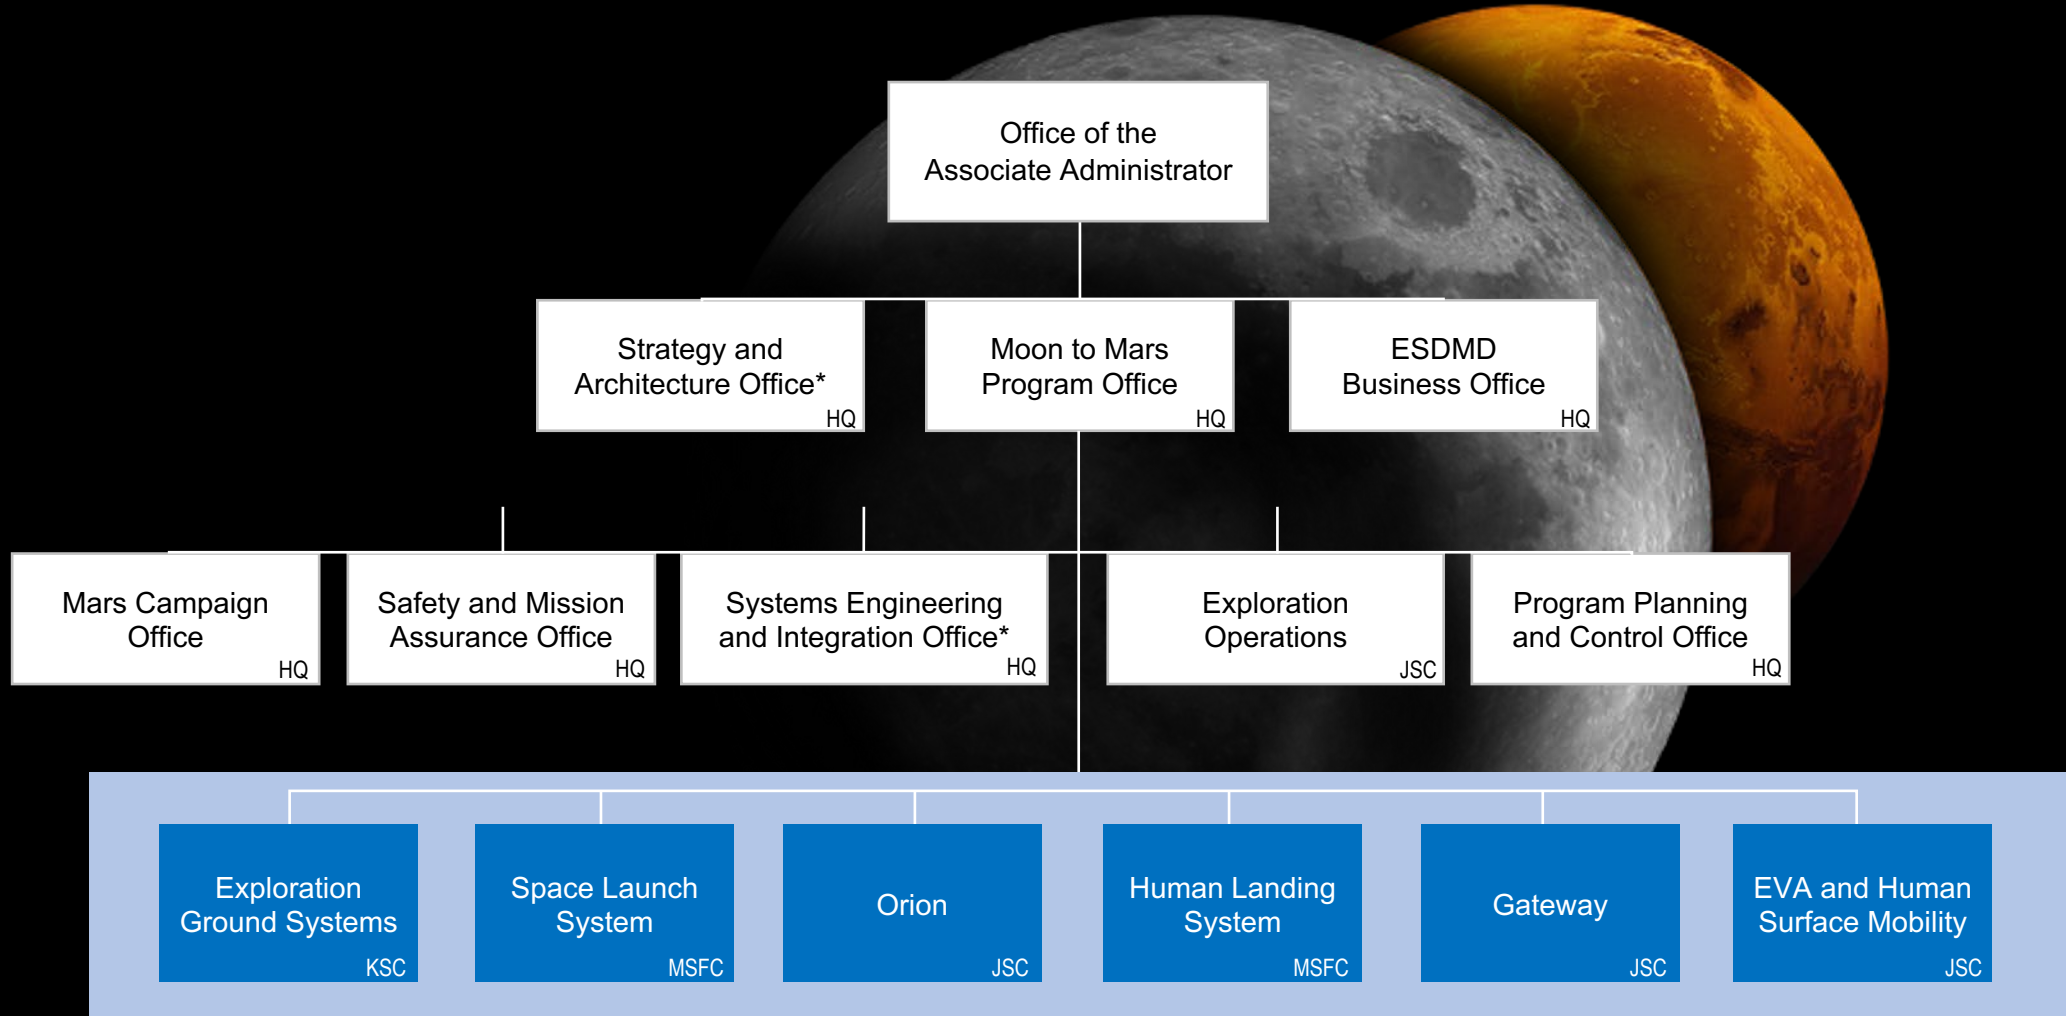 Office of the
Associate Administrator
Strategy and
Architecture Office*
HQ
Moon to Mars
Program Office
HQ
ESDMD
Business Office
HQ
Mars Campaign
Office
HQ
Safety and Mission
Assurance Office
HQ
Systems Engineering
and Integration Office*
HQ
Exploration
Operations
JSC
Program Planning
and Control Office
HQ
Exploration
Ground Systems
KSC
Space Launch
System
MSFC
Orion
JSC
Human Landing
System
MSFC
Gateway
JSC
EVA and Human
Surface Mobility
JSC